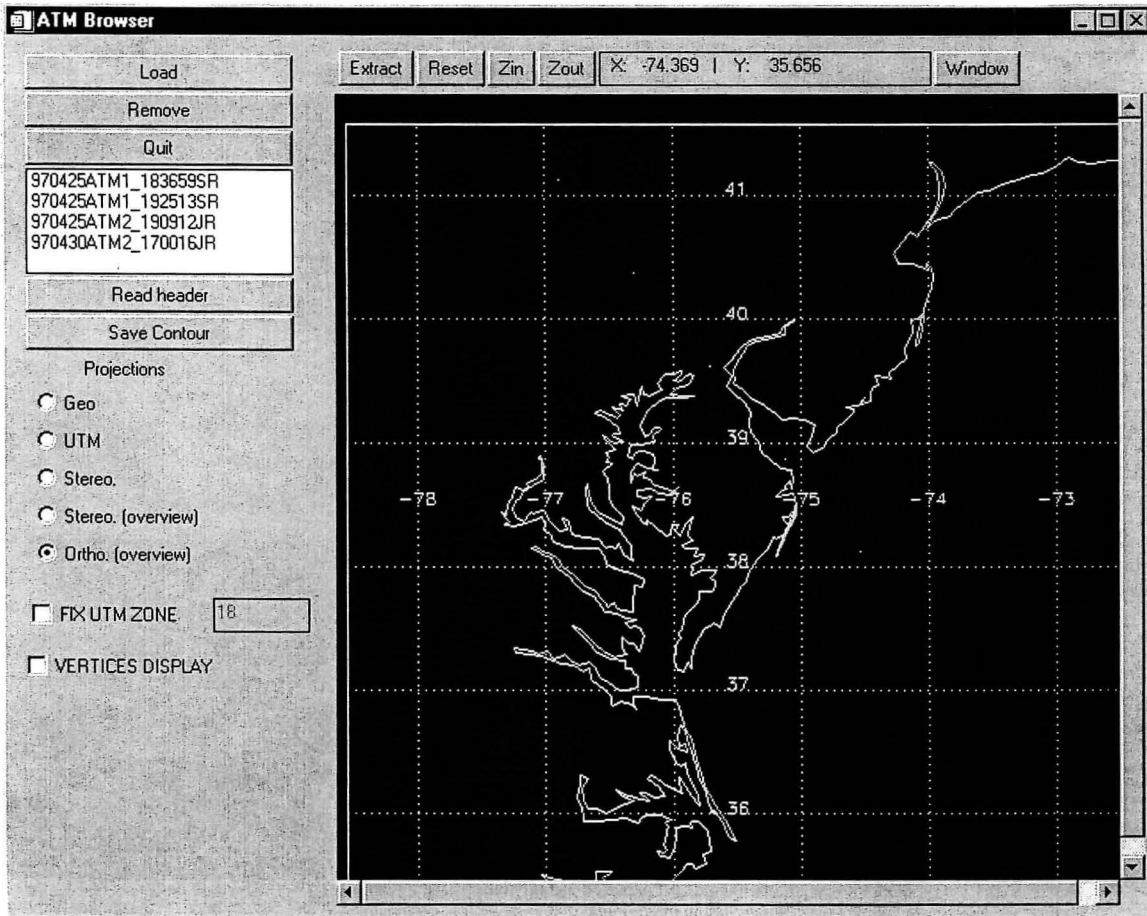 ATM Browser
Load
Remove
Quit
970425ATM1_183659SR
970425ATM1_192513SR
970425ATM2_190912JR
970430ATM2_170016JR
Read header
Save Contour
Projections
Geo
UTM
Stereo.
Stereo. (overview)
Ortho. (overview)
FIX UTM ZONE 18
VERTICES DISPLAY
Extract Reset Zin Zout X: -74.369 | Y: 35.656 Window
41
40
39
-78 -77 -76 -75 -74 -73
38
37
36